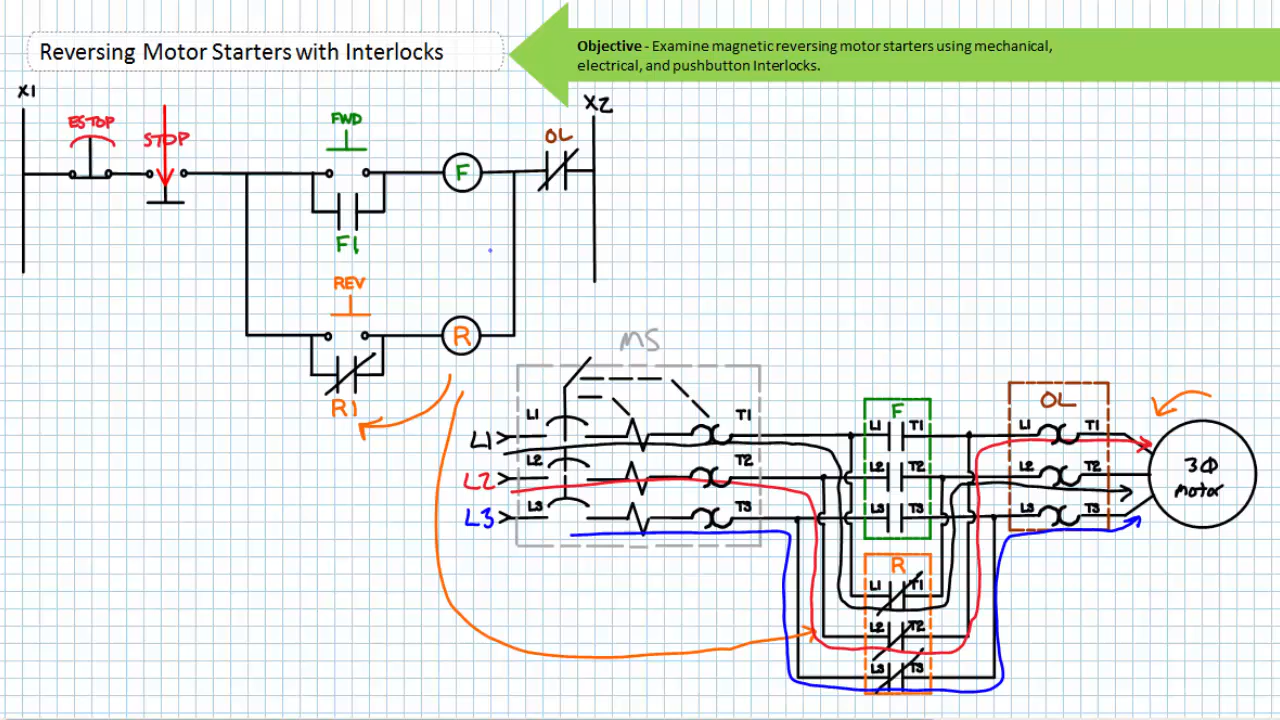 Reversing Motor Starters with Interlocks
Objective - Examine magnetic reversing motor starters using mechanical,
electrical, and pushbutton Interlocks.
X1
X2
ESTOP
STOP
FWD
F
OL
F1
REV
R
R1
MS
L1
T1
L1
L2
T2
L2
L3
T3
L3
F
L1 T1
L2 T2
L3 T3
R
L1 T1
L2 T2
L3 T3
OL
L1 T1
L2 T2
L3 T3
3Φ
motor